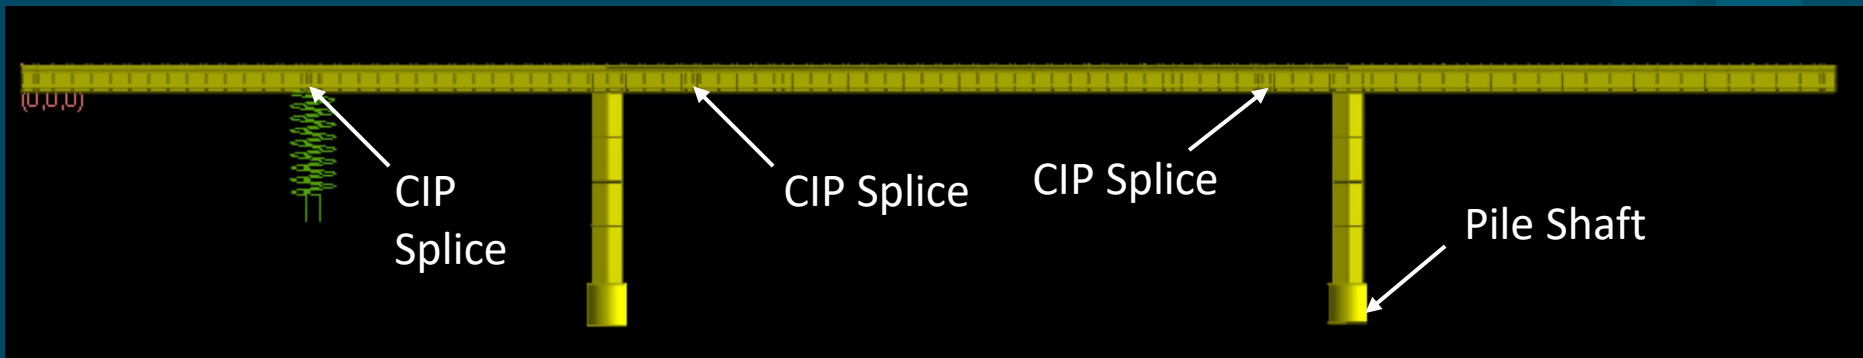 (0,0,0)
CIP
Splice
CIP Splice
CIP Splice
Pile Shaft